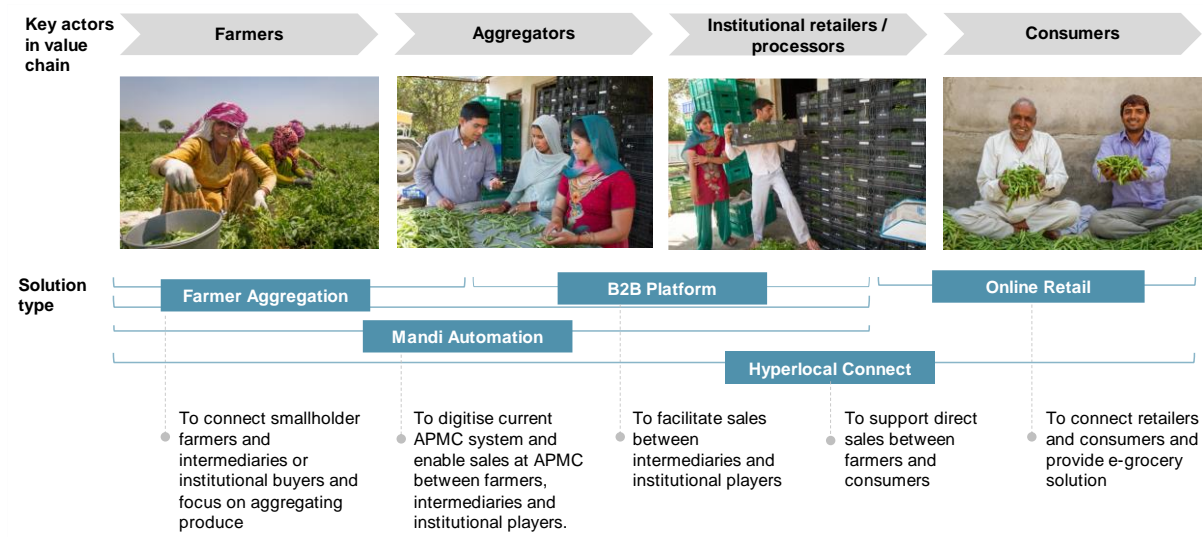 Key actors
in value
chain
Farmers
Aggregators
Institutional retailers /
processors
Consumers
Solution
type
Farmer Aggregation
B2B Platform
Online Retail
Mandi Automation
Hyperlocal Connect
To connect smallholder
farmers and
intermediaries or
institutional buyers and
focus on aggregating
produce
To digitise current
APMC system and
enable sales at APMC
between farmers,
intermediaries and
institutional players.
To facilitate sales
between
intermediaries and
institutional players
To support direct
sales between
farmers and
consumers
To connect retailers
and consumers and
provide e-grocery
solution